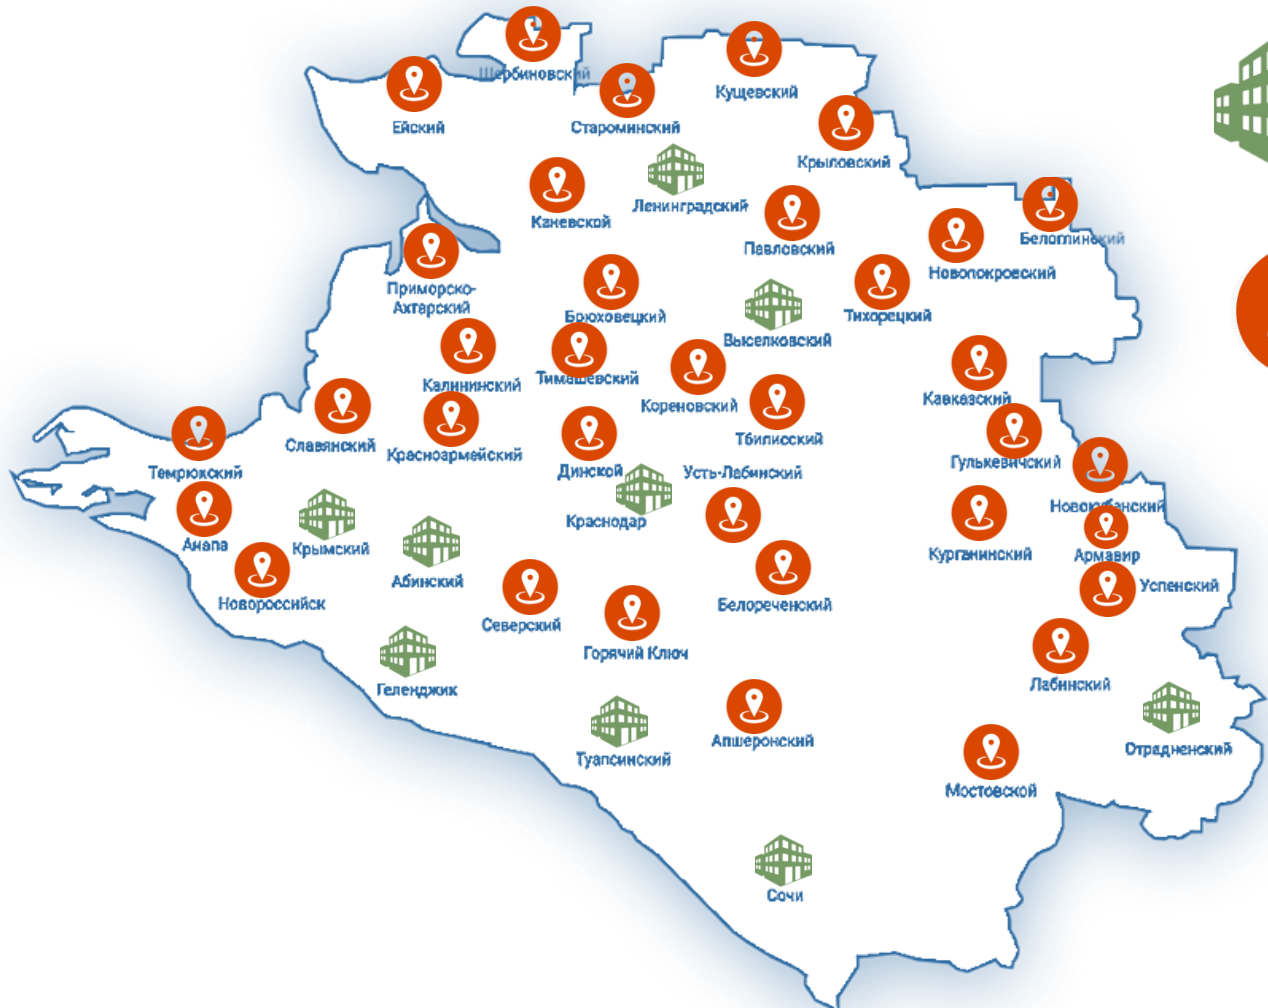 Щербиновский
Кущевский
Ейский
Староминский
Крыловский
Ленинградский
Каневской
Павловский
Белоглинский
Новопокровский
Приморско-
Ахтарский
Брюховецкий
Тихорецкий
Выселковский
Калининский
Тимашевский
Кавказский
Кореновский
Тбилисский
Славянский
Красноармейский
Гулькевичский
Темрюкский
Динской
Усть-Лабинский
Новокубанский
Краснодар
Анапа
Крымский
Курганинский
Армавир
Абинский
Успенский
Новороссийск
Белореченский
Северский
Горячий Ключ
Лабинский
Геленджик
Апшеронский
Отрадненский
Туапсинский
Мостовской
Сочи